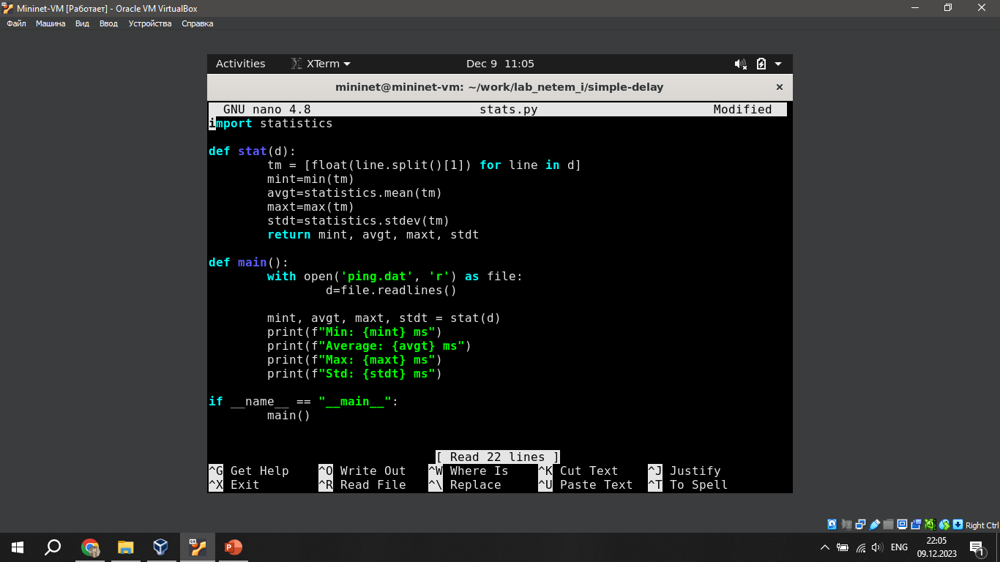 Mininet-VM [Работает] - Oracle VM VirtualBox
Файл Машина Вид Ввод Устройства Справка
Activities XTerm Dec 9 11:05
mininet@mininet-vm: ~/work/lab_netem_i/simple-delay ×
GNU nano 4.8 stats.py Modified
import statistics
def stat(d):
tm = [float(line.split()[1]) for line in d]
mint=min(tm)
avgt=statistics.mean(tm)
maxt=max(tm)
stdt=statistics.stdev(tm)
return mint, avgt, maxt, stdt
def main():
with open('ping.dat', 'r') as file:
d=file.readlines()
mint, avgt, maxt, stdt = stat(d)
print(f"Min: {mint} ms")
print(f"Average: {avgt} ms")
print(f"Max: {maxt} ms")
print(f"Std: {stdt} ms")
if __name__ == "__main__":
main()
[ Read 22 lines ]
^G Get Help ^O Write Out ^W Where Is ^K Cut Text ^J Justify
^X Exit ^R Read File ^\ Replace ^U Paste Text ^T To Spell
Right Ctrl
64
P
ENG
22:05
09.12.2023
1